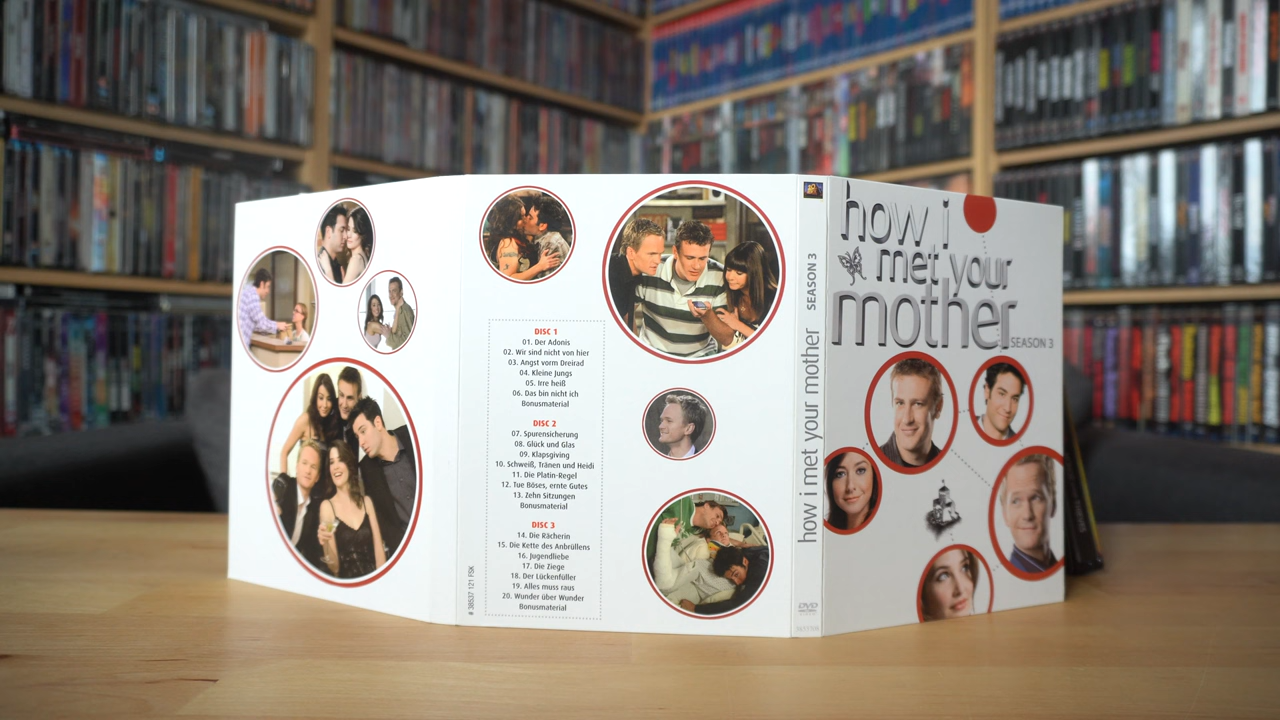 DISC 1
01. Der Adonis
02. Wir sind nicht von hier
03. Angst vorm Dreirad
04. Kleine Jungs
05. Irre heiß
06. Das bin nicht ich
Bonusmaterial
DISC 2
07. Spurensicherung
08. Glück und Glas
09. Klapsgiving
10. Schweiß, Tränen und Heidi
11. Die Platin-Regel
12. Tue Böses, ernte Gutes
13. Zehn Sitzungen
Bonusmaterial
DISC 3
14. Die Rächerin
15. Die Kette des Anbrüllens
16. Jugendliebe
17. Die Ziege
18. Der Lückenfüller
19. Alles muss raus
20. Wunder über Wunder
Bonusmaterial
# 38537 121 FSK
how i met your mother SEASON 3
DVD
how i
met your
mother
SEASON 3